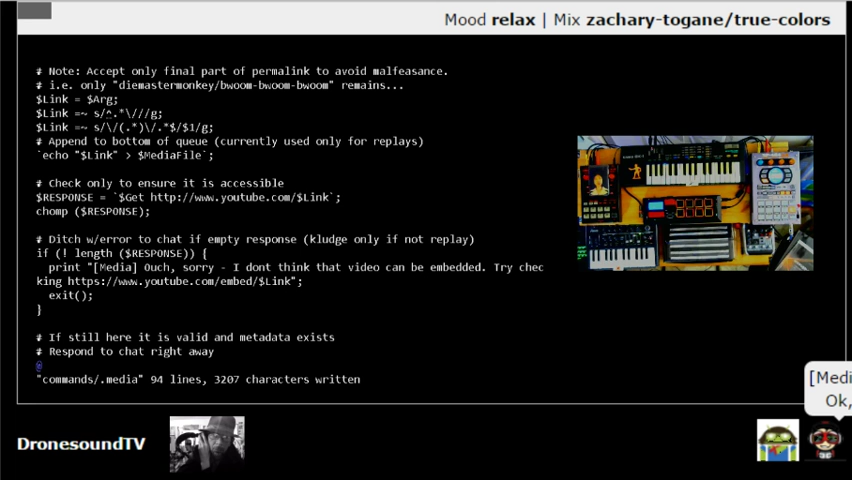 Mood relax | Mix zachary-togane/true-colors
# Note: Accept only final part of permalink to avoid malfeasance.
# i.e. only "diemastermonkey/bwoom-bwoom-bwoom" remains...
$Link = $Arg;
$Link =~ s/^.*\///g;
$Link =~ s/\/(.*)\/.*$/$1/g;
# Append to bottom of queue (currently used only for replays)
`echo "$Link" > $MediaFile`;
# Check only to ensure it is accessible
$RESPONSE = `$Get http://www.youtube.com/$Link`;
chomp ($RESPONSE);
# Ditch w/error to chat if empty response (kludge only if not replay)
if (! length ($RESPONSE)) {
print "[Media] Ouch, sorry - I dont think that video can be embedded. Try chec
king https://www.youtube.com/embed/$Link";
exit();
}
# If still here it is valid and metadata exists
# Respond to chat right away
@
"commands/.media" 94 lines, 3207 characters written
[Medi
Ok,
DronesoundTV